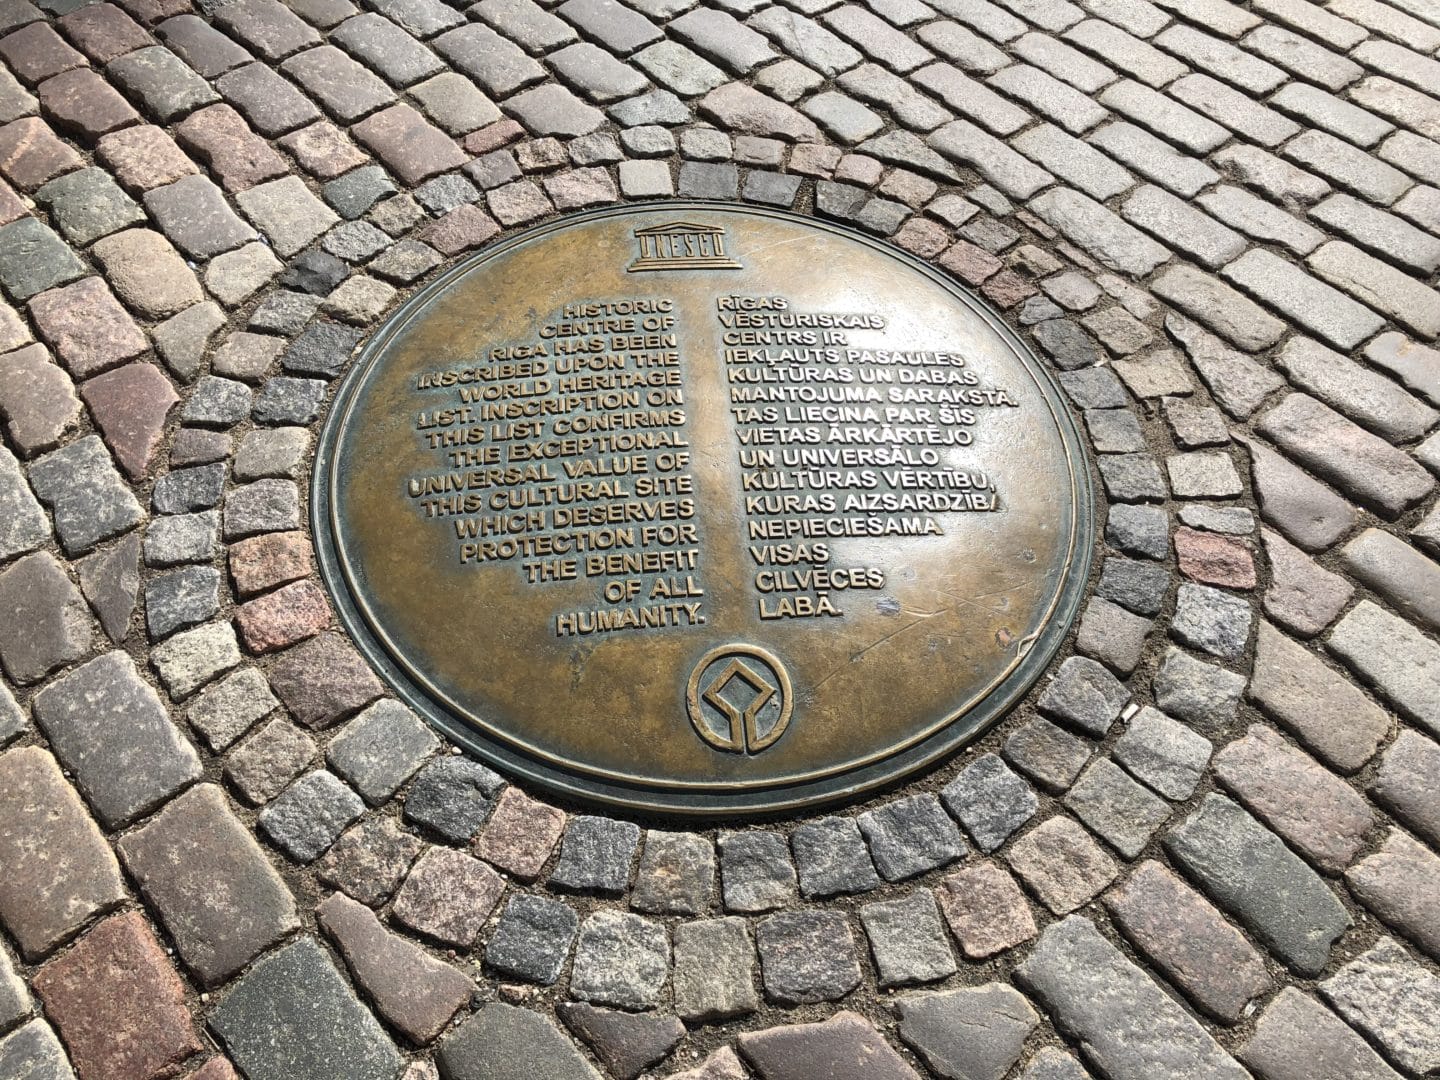 UNESCO
HISTORIC
CENTRE OF
RIGA HAS BEEN
INSCRIBED UPON THE
WORLD HERITAGE
LIST. INSCRIPTION ON
THIS LIST CONFIRMS
THE EXCEPTIONAL
UNIVERSAL VALUE OF
THIS CULTURAL SITE
WHICH DESERVES
PROTECTION FOR
THE BENEFIT
OF ALL
HUMANITY.
RĪGAS
VĒSTURISKAIS
CENTRS IR
IEKĻAUTS PASAULES
KULTŪRAS UN DABAS
MANTOJUMA SARAKSTĀ.
TAS LIECINA PAR ŠĪS
VIETAS ĀRKĀRTĒJO
UN UNIVERSĀLO
KULTŪRAS VĒRTĪBU,
KURAS AIZSARDZĪBA
NEPIECIEŠAMA
VISAS
CILVĒCES
LABĀ.